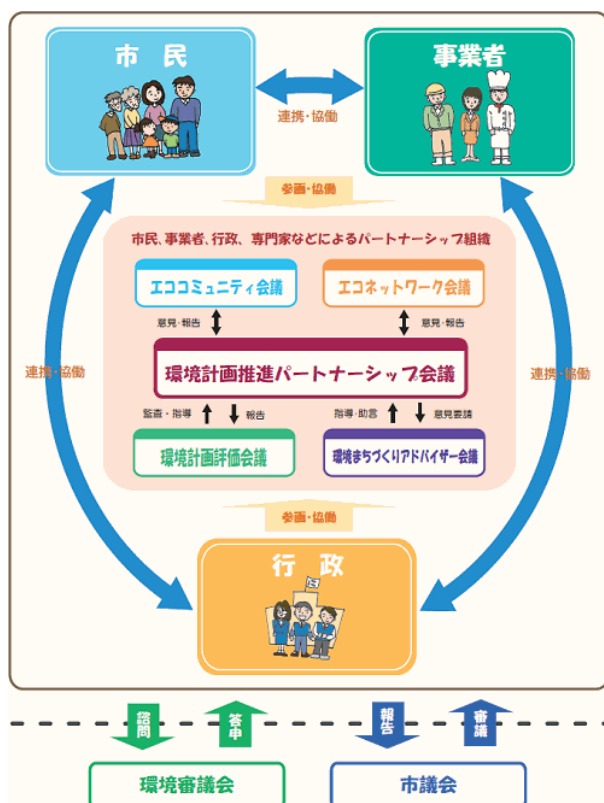 市 民
事業者
連携・協働
参画・協働
市民、事業者、行政、専門家などによるパートナーシップ組織
エココミュニティ会議
エコネットワーク会議
意見・報告
意見・報告
環境計画推進パートナーシップ会議
連携・協働
連携・協働
監査・指導
報告
指導・助言
意見要請
環境計画評価会議
環境まちづくりアドバイザー会議
参画・協働
行 政
諮問
答申
報告
審議
環境審議会
市議会